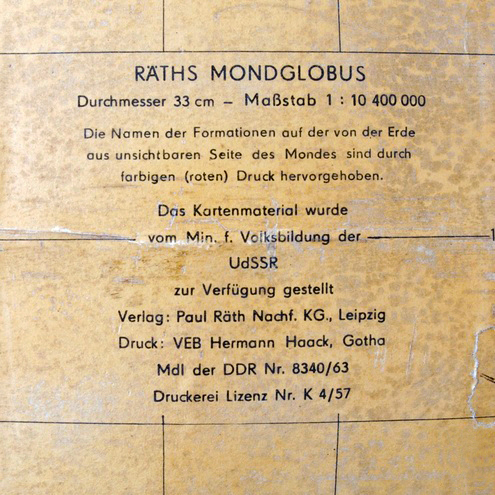 RÄTHS MONDGLOBUS
Durchmesser 33 cm – Maßstab 1 : 10 400 000
Die Namen der Formationen auf der von der Erde
aus unsichtbaren Seite des Mondes sind durch
farbigen (roten) Druck hervorgehoben.
Das Kartenmaterial wurde
vom Min. f. Volksbildung der
UdSSR
zur Verfügung gestellt
Verlag: Paul Räth Nachf. KG., Leipzig
Druck: VEB Hermann Haack, Gotha
MdI der DDR Nr. 8340/63
Druckerei Lizenz Nr. K 4/57